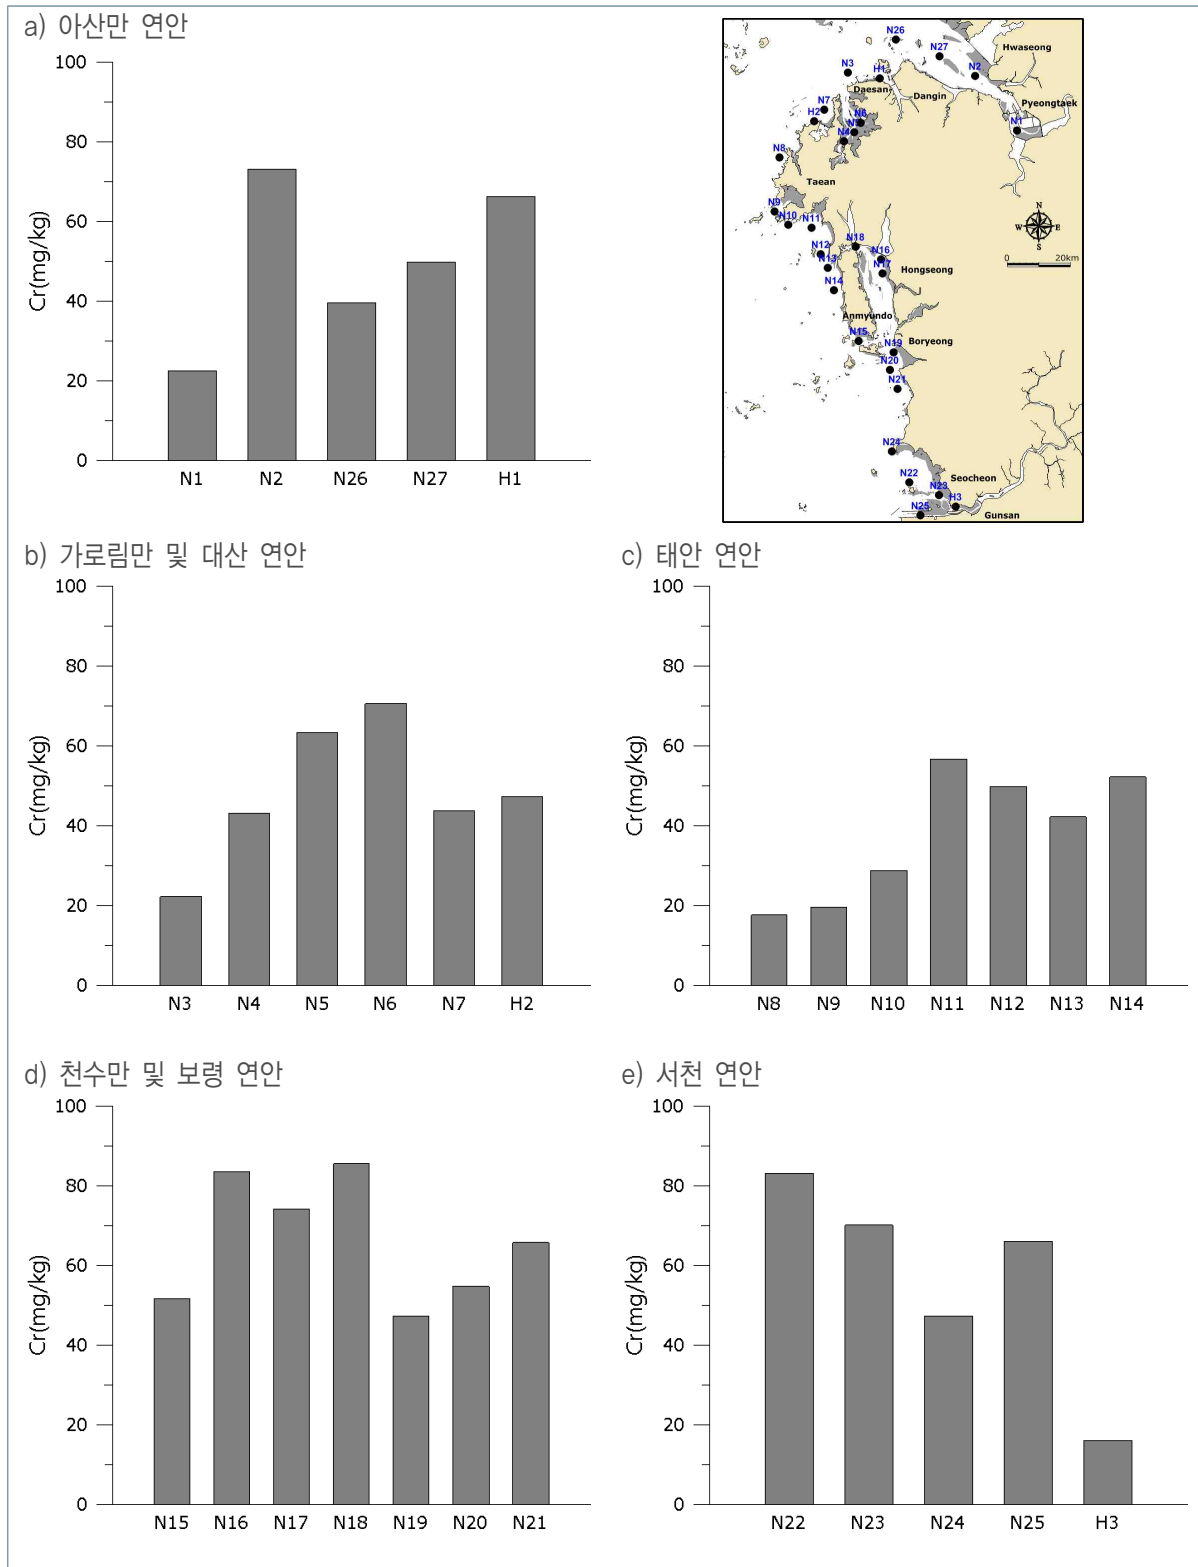 a) 아산만 연안
Cr(mg/kg)
100
80
60
40
20
0
N1 N2 N26 N27 H1
N26
N27
Hwaseong
N3
H1
N2
Daesan
Dangin
N7
Pyeongtaek
H2
N6
N5
N1
N4
N8
Taean
N9
N10
N11
N
W E
S
N18
N12
N16
0 20km
N13
N17
Hongseong
N14
Anmyundo
N15
Boryeong
N19
N20
N21
N24
N22
Seocheon
N23
H3
N25
Gunsan
b) 가로림만 및 대산 연안
Cr(mg/kg)
100
80
60
40
20
0
N3 N4 N5 N6 N7 H2
c) 태안 연안
Cr(mg/kg)
100
80
60
40
20
0
N8 N9 N10 N11 N12 N13 N14
d) 천수만 및 보령 연안
Cr(mg/kg)
100
80
60
40
20
0
N15 N16 N17 N18 N19 N20 N21
e) 서천 연안
Cr(mg/kg)
100
80
60
40
20
0
N22 N23 N24 N25 H3